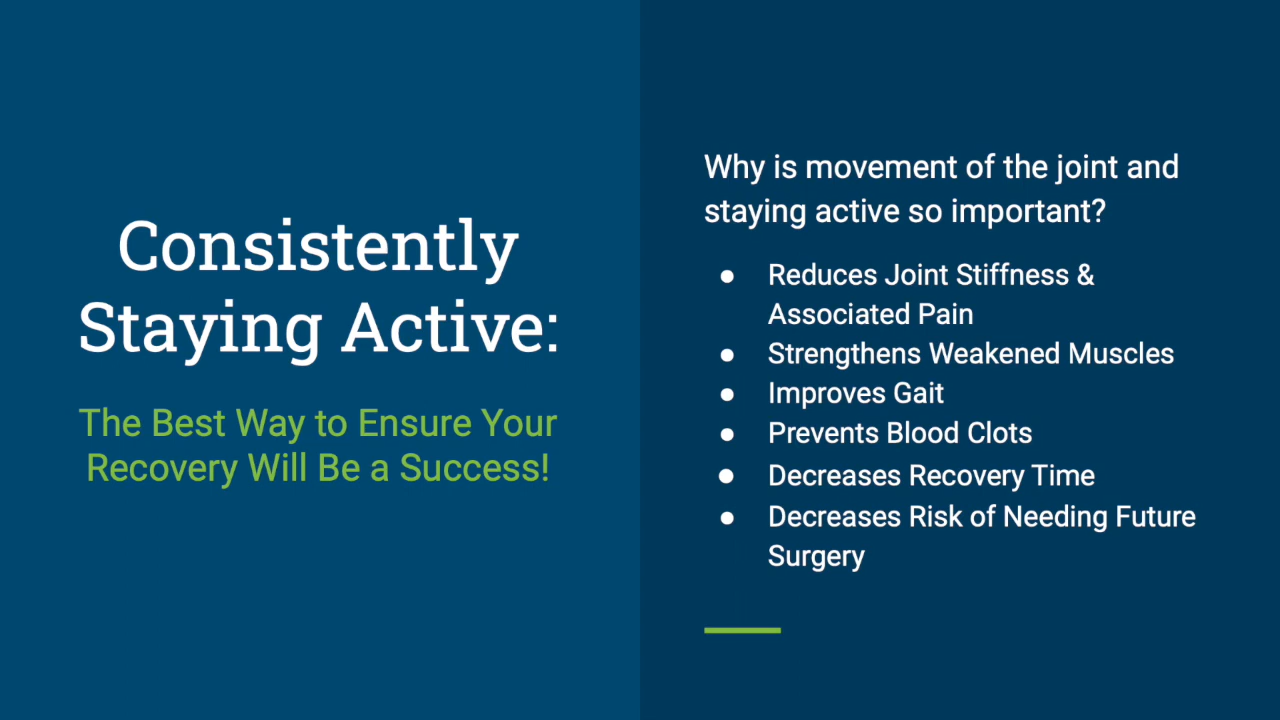 Consistently
Staying Active:
The Best Way to Ensure Your
Recovery Will Be a Success!
Why is movement of the joint and
staying active so important?
● Reduces Joint Stiffness &
Associated Pain
● Strengthens Weakened Muscles
● Improves Gait
● Prevents Blood Clots
● Decreases Recovery Time
● Decreases Risk of Needing Future
Surgery